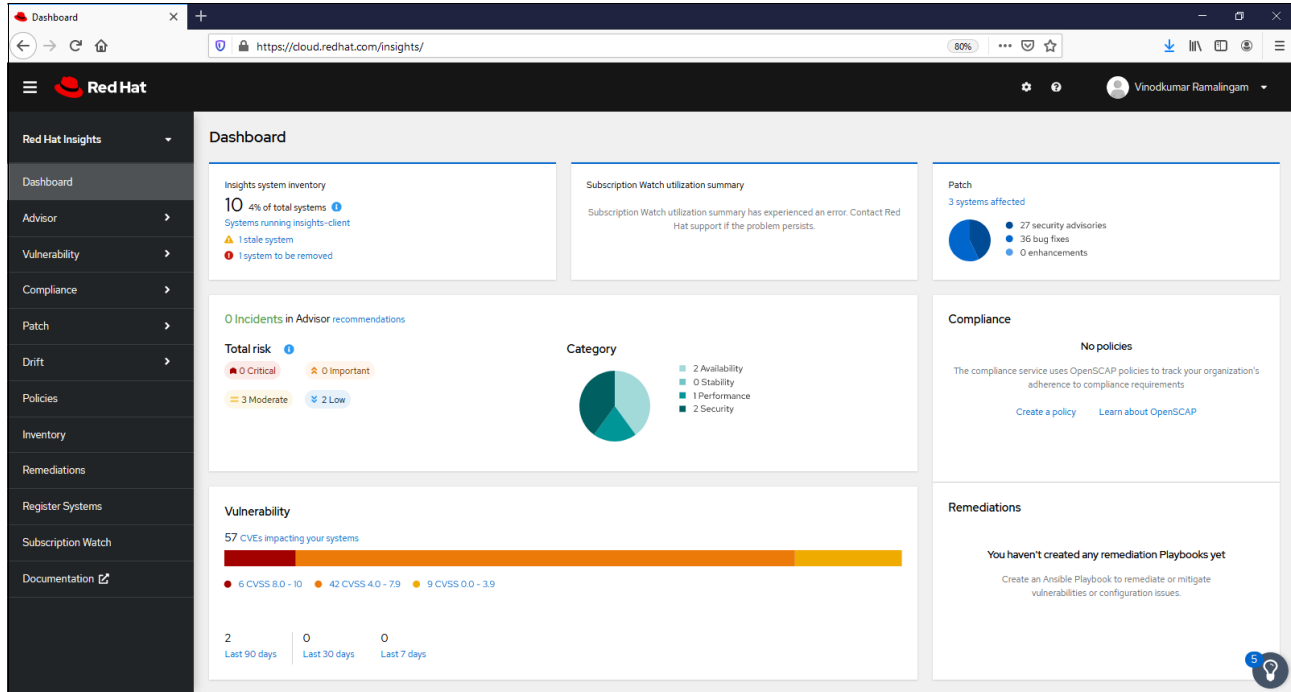 Dashboard
https://cloud.redhat.com/insights/
80%
Red Hat
Vinodkumar Ramalingam
Red Hat Insights
Dashboard
Advisor
Vulnerability
Compliance
Patch
Drift
Policies
Inventory
Remediations
Register Systems
Subscription Watch
Documentation
Dashboard
Insights system inventory
10 4% of total systems
Systems running insights-client
1 stale system
1 system to be removed
Subscription Watch utilization summary
Subscription Watch utilization summary has experienced an error. Contact Red
Hat support if the problem persists.
Patch
3 systems affected
27 security advisories
36 bug fixes
0 enhancements
0 Incidents in Advisor recommendations
Total risk
0 Critical
0 Important
3 Moderate
2 Low
Category
2 Availability
0 Stability
1 Performance
2 Security
Compliance
No policies
The compliance service uses OpenSCAP policies to track your organization's
adherence to compliance requirements
Create a policy Learn about OpenSCAP
Vulnerability
57 CVEs impacting your systems
6 CVSS 8.0 - 10 42 CVSS 4.0 - 7.9 9 CVSS 0.0 - 3.9
2 0 0
Last 90 days Last 30 days Last 7 days
Remediations
You haven't created any remediation Playbooks yet
Create an Ansible Playbook to remediate or mitigate
vulnerabilities or configuration issues.
5